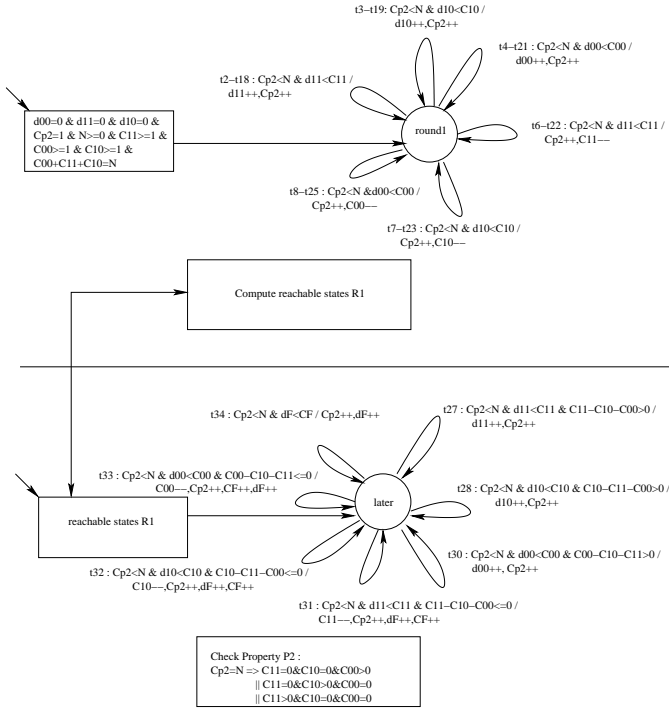 t3–t19: Cp2<N & d10<C10 /
d10++,Cp2++
t4–t21 : Cp2<N & d00<C00 /
d00++,Cp2++
t2–t18 : Cp2<N & d11<C11 /
d11++,Cp2++
d00=0 & d11=0 & d10=0 &
Cp2=1 & N>=0 & C11>=1 &
C00>=1 & C10>=1 &
C00+C11+C10=N
round1
t6–t22 : Cp2<N & d11<C11 /
Cp2++,C11––
t8–t25 : Cp2<N &d00<C00 /
Cp2++,C00––
t7–t23 : Cp2<N & d10<C10 /
Cp2++,C10––
Compute reachable states R1
t34 : Cp2<N & dF<CF / Cp2++,dF++
t27 : Cp2<N & d11<C11 & C11–C10–C00>0 /
d11++,Cp2++
t33 : Cp2<N & d00<C00 & C00–C10–C11<=0 /
C00––,Cp2++,CF++,dF++
later
t28 : Cp2<N & d10<C10 & C10–C11–C00>0 /
d10++,Cp2++
reachable states R1
t30 : Cp2<N & d00<C00 & C00–C10–C11>0 /
d00++, Cp2++
t32 : Cp2<N & d10<C10 & C10–C11–C00<=0 /
C10––,Cp2++,dF++,CF++
t31 : Cp2<N & d11<C11 & C11–C10–C00<=0 /
C11––,Cp2++,dF++,CF++
Check Property P2 :
Cp2=N => C11=0&C10=0&C00>0
|| C11=0&C10>0&C00=0
|| C11>0&C10=0&C00=0